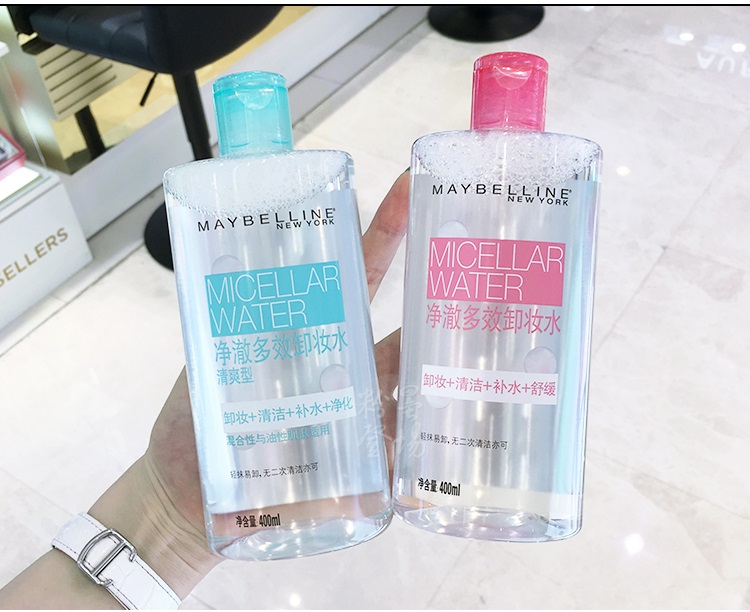 MAYBELLINE
NEW YORK
MICELLAR
WATER
净澈多效卸妆水
清爽型
卸妆+清洁+补水+净化
混合性与油性肌肤适用
轻抹易卸,无二次清洁亦可
净含量 400ml
MAYBELLINE
NEW YORK
MICELLAR
WATER
净澈多效卸妆水
卸妆+清洁+补水+舒缓
轻抹易卸,无二次清洁亦可
净含量 400ml
SELLERS